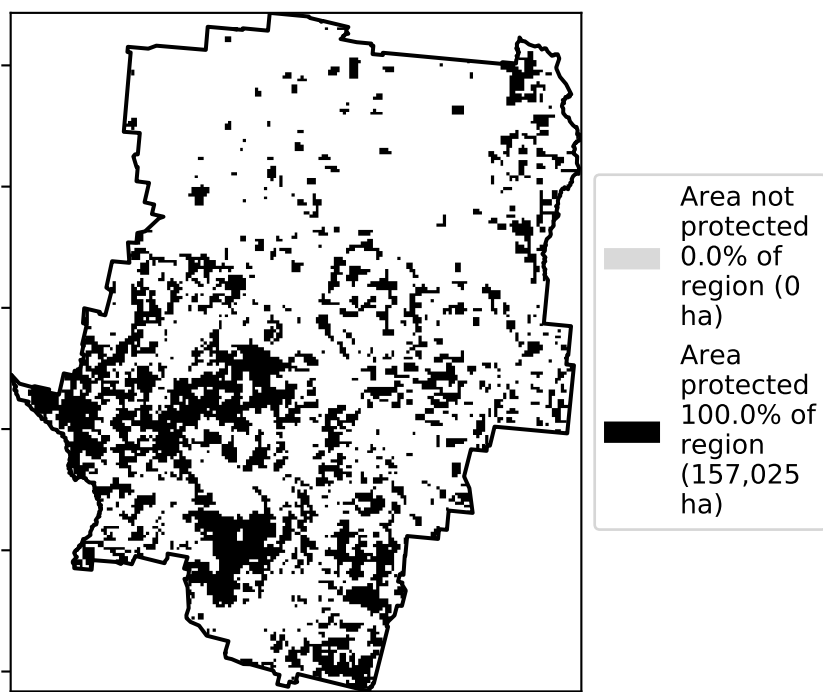 Area not
protected
0.0% of
region (0
ha)
Area
protected
100.0% of
region
(157,025
ha)